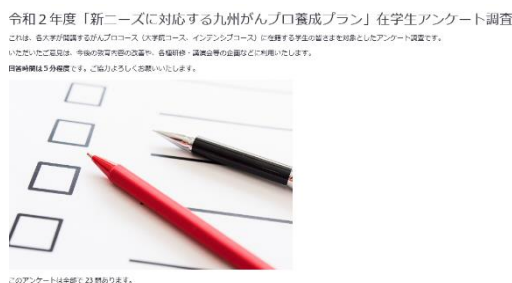 令和２年度「新ニーズに対応する九州がんプロ養成プラン」在学生アンケート調査
これは、各大学が開講するがんプロコース（大学院コース、インテンシブコース）に在籍する学生の皆さまを対象としたアンケート調査です。
いただいたご意見は、今後の教育内容の改善や、各種研修・講演会等の企画などに利用いたします。
回答時間は５分程度です。ご協力よろしくお願いいたします。
このアンケートは全部で 23 問あります。